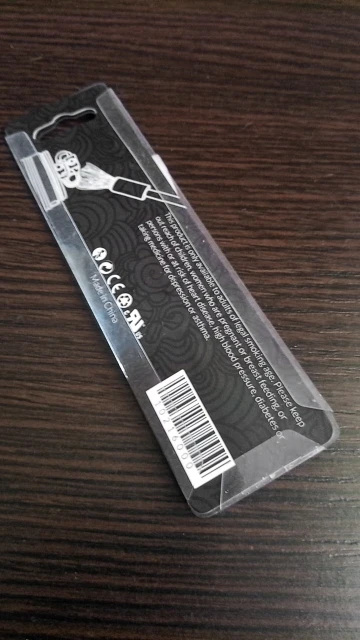 This product is only available to adults of legal smoking age. Please keep
out reach of children, women who are pregnant or breast feeding, or
persons with or at risk of heart disease, high blood pressure, diabetes or
taking medicine for depression or asthma.
CE
Made in China